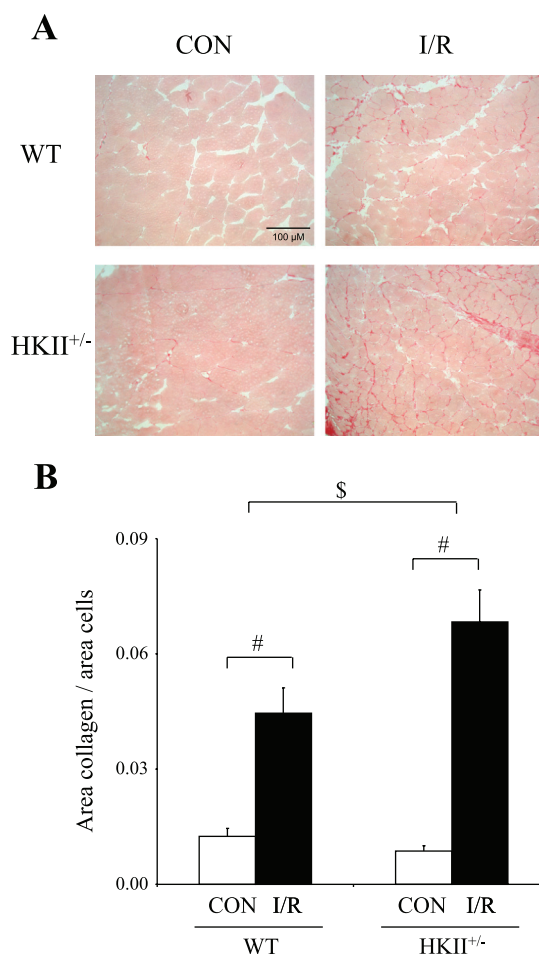 A
CON I/R
WT
100 µM
HKII+/-
B
$
0.09
#
#
0.06
0.03
0.00
Area collagen / area cells
CON I/R CON I/R
WT HKII+/-